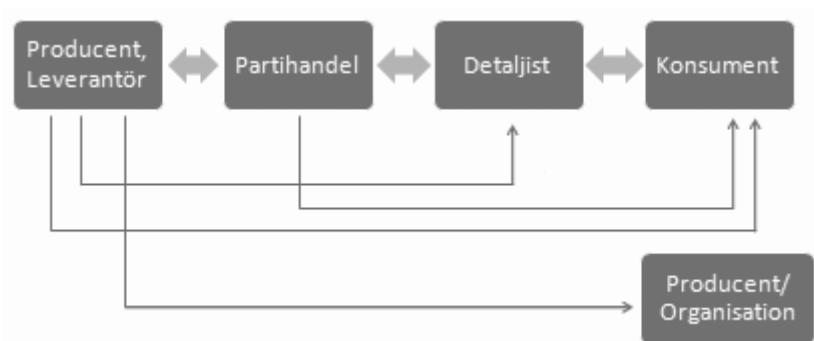 Producent,
Leverantör
Partihandel
Detaljist
Konsument
Producent/
Organisation